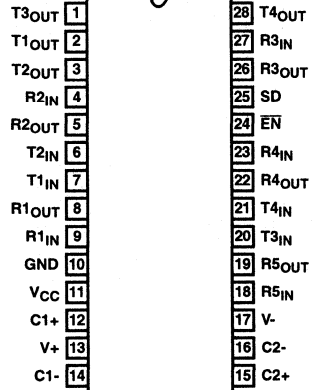 T3OUT 1 28 T4OUT
T1OUT 2 27 R3IN
T2OUT 3 26 R3OUT
R2IN 4 25 SD
R2OUT 5 24 EN
T2IN 6 23 R4IN
T1IN 7 22 R4OUT
R1OUT 8 21 T4IN
R1IN 9 20 T3IN
GND 10 19 R5OUT
VCC 11 18 R5IN
C1+ 12 17 V-
V+ 13 16 C2-
C1- 14 15 C2+